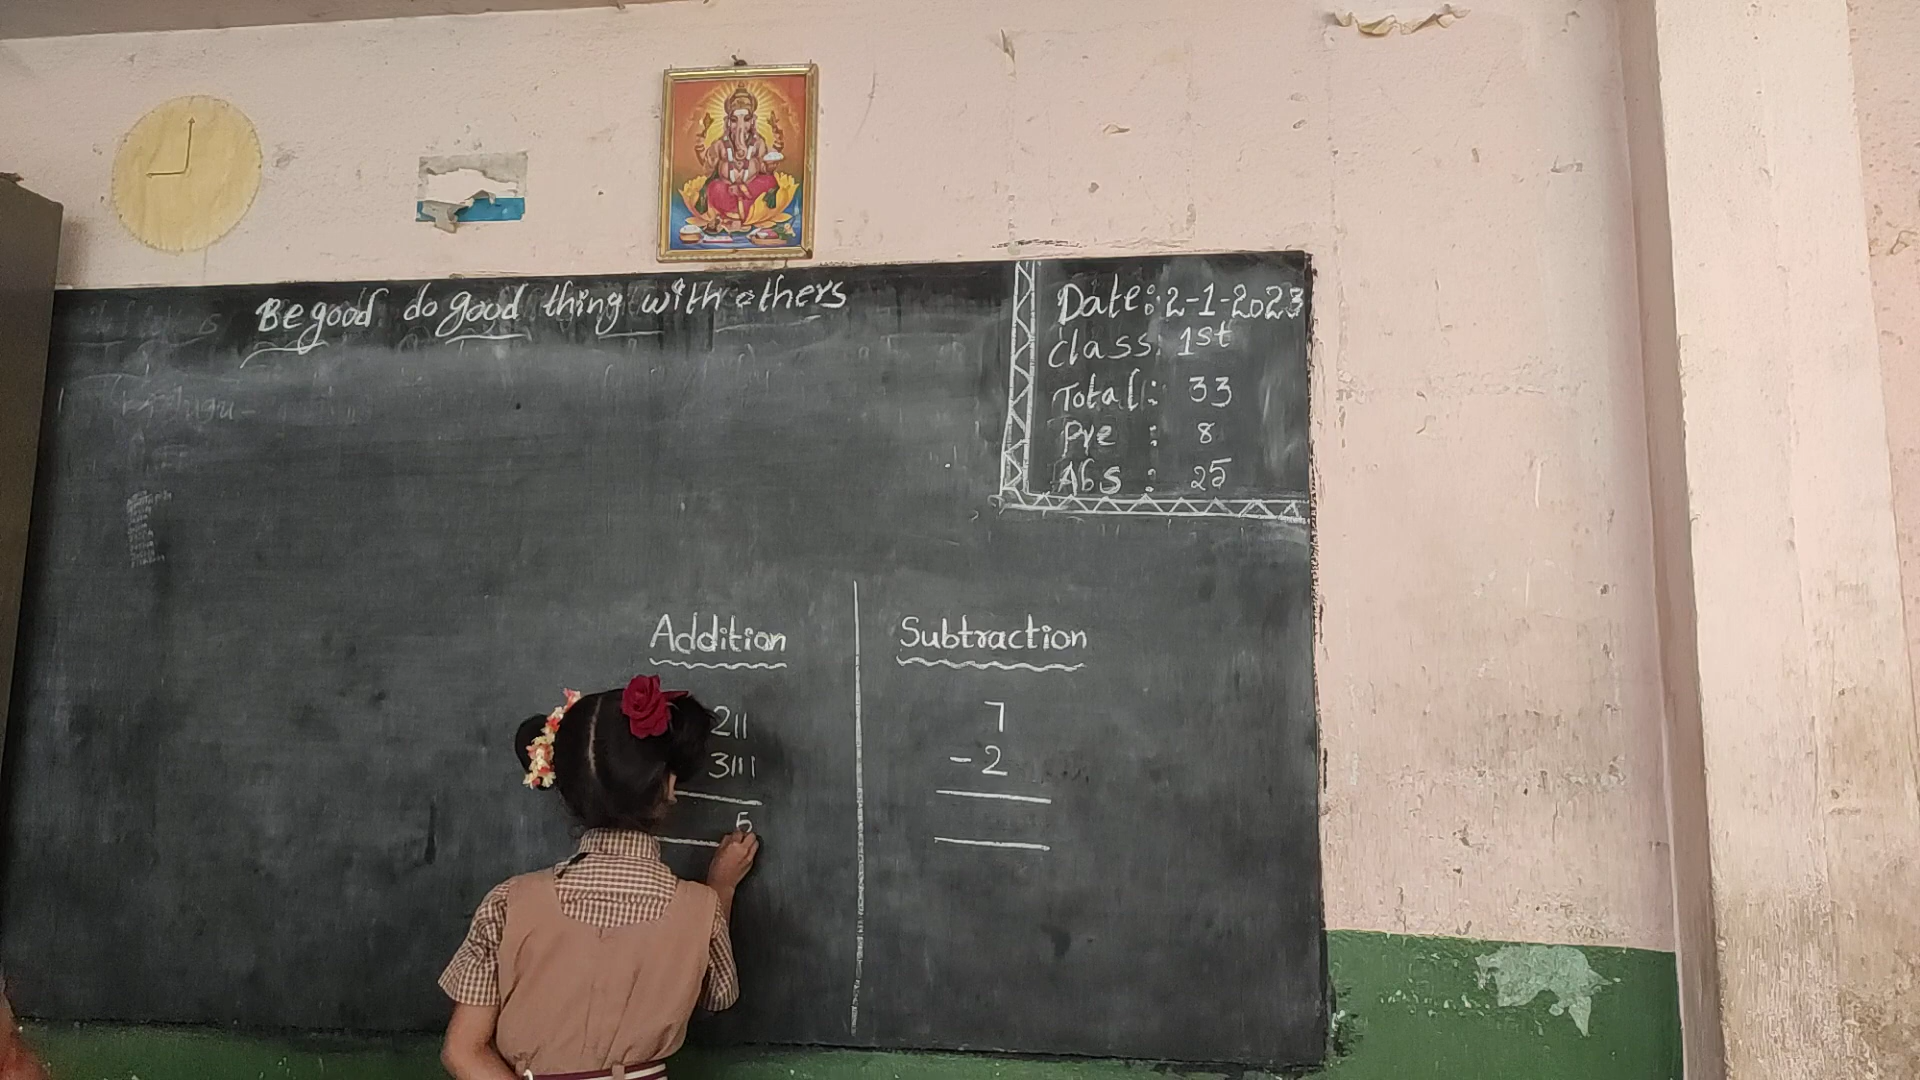 Be good do good thing with others
Date: 2-1-2023
class: 1st
Total: 33
Pre : 8
Abs : 25
Addition
2||
3|||
5
Subtraction
7
- 2